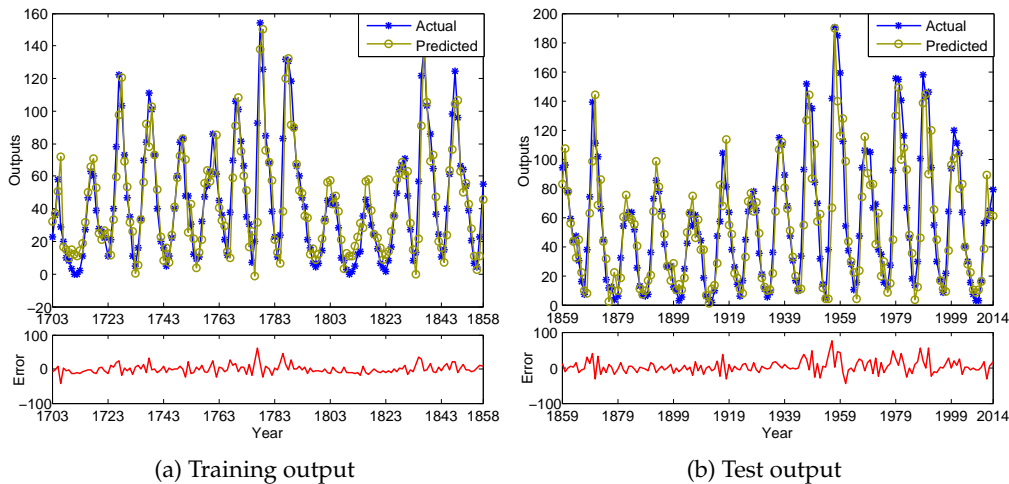 160
140
120
100
80
60
40
20
0
−20
Outputs
Actual
Predicted
1703 1723 1743 1763 1783 1803 1823 1843 1858
100
0
−100
Error
1703 1723 1743 1763 1783 1803 1823 1843 1858
Year
(a) Training output
200
180
160
140
120
100
80
60
40
20
0
Outputs
Actual
Predicted
1859 1879 1899 1919 1939 1959 1979 1999 2014
100
0
−100
Error
1859 1879 1899 1919 1939 1959 1979 1999 2014
Year
(b) Test output